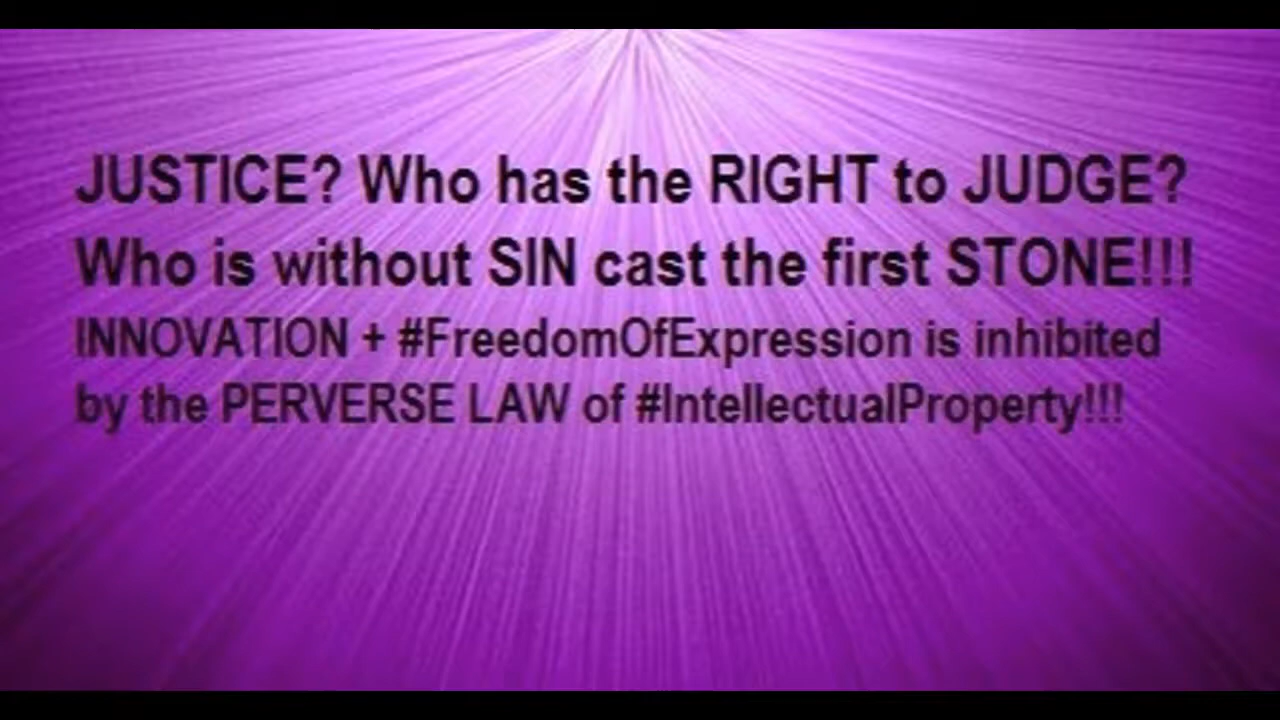 JUSTICE? Who has the RIGHT to JUDGE?
Who is without SIN cast the first STONE!!!
INNOVATION + #FreedomOfExpression is inhibited
by the PERVERSE LAW of #IntellectualProperty!!!